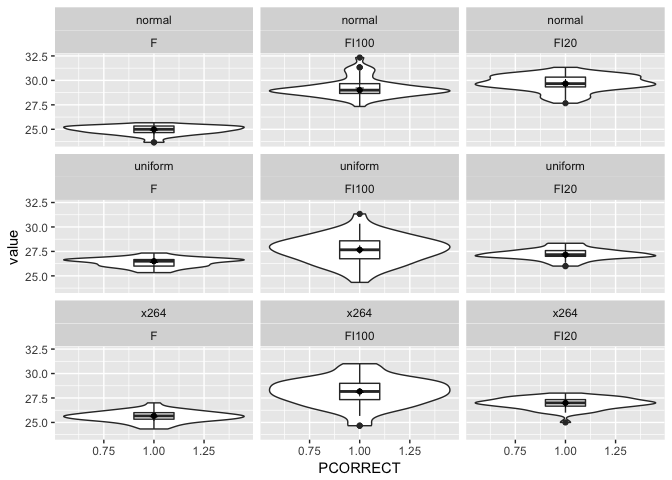 normal normal normal
F FI100 FI20
32.5
30.0
27.5
25.0
uniform uniform uniform
F FI100 FI20
32.5
30.0
27.5
25.0
value
x264 x264 x264
F FI100 FI20
32.5
30.0
27.5
25.0
0.75 1.00 1.25 0.75 1.00 1.25 0.75 1.00 1.25
PCORRECT